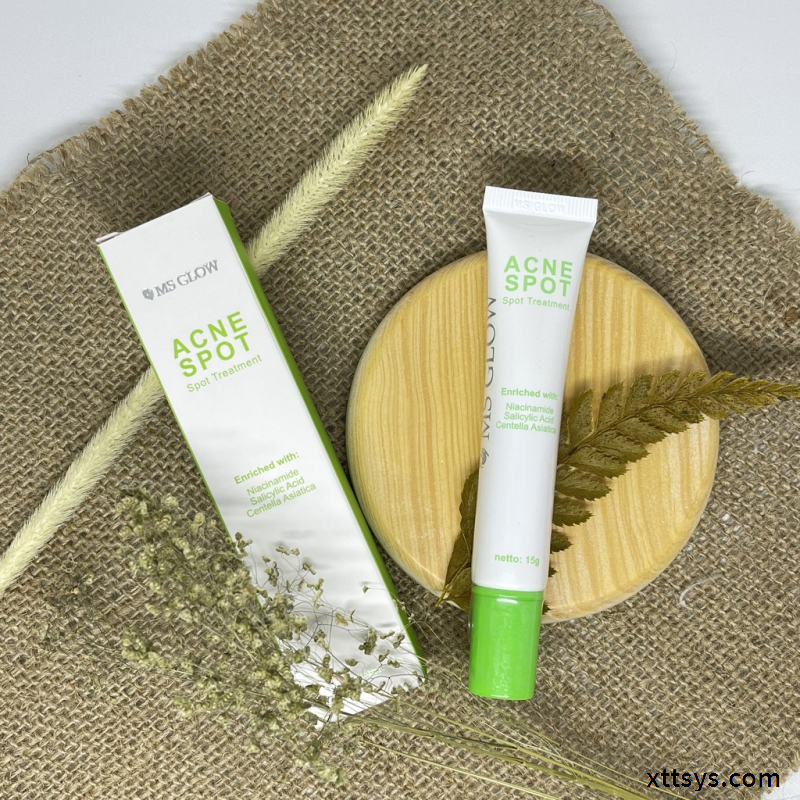 MS GLOW
ACNE
SPOT
Spot Treatment
Enriched with:
Niacinamide
Salicylic Acid
Centella Asiatica
MS GLOW
ACNE
SPOT
Spot Treatment
MS GLOW
Enriched with:
Niacinamide
Salicylic Acid
Centella Asiatica
netto: 15g
xttsys.com